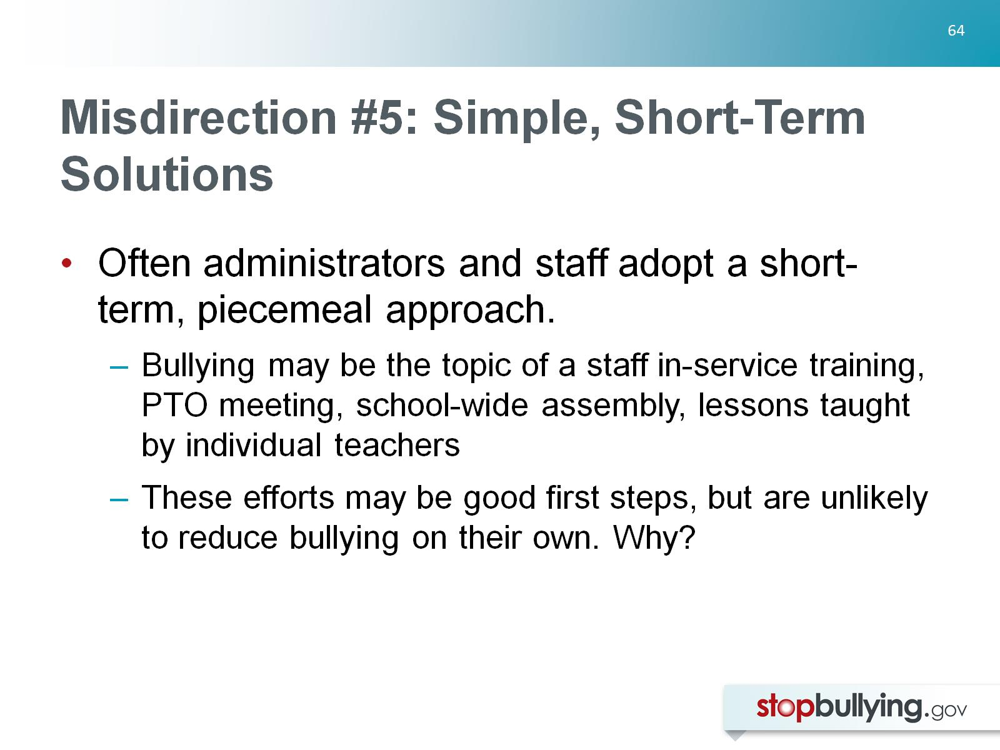 64
Misdirection #5: Simple, Short-Term
Solutions
• Often administrators and staff adopt a short-
term, piecemeal approach.
– Bullying may be the topic of a staff in-service training,
PTO meeting, school-wide assembly, lessons taught
by individual teachers
– These efforts may be good first steps, but are unlikely
to reduce bullying on their own. Why?
stopbullying.gov